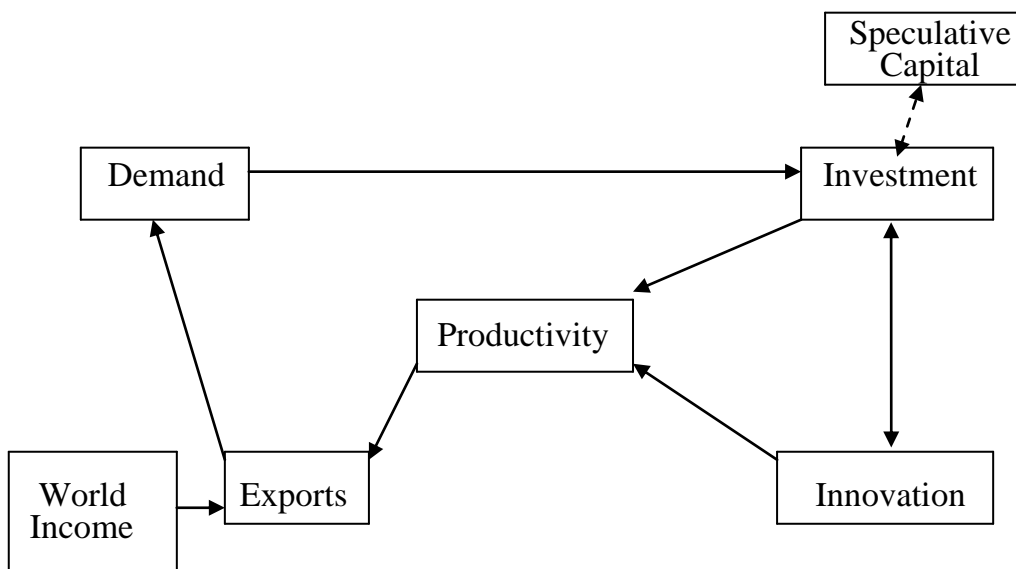 Speculative
Capital
Demand
Investment
Productivity
World
Income
Exports
Innovation